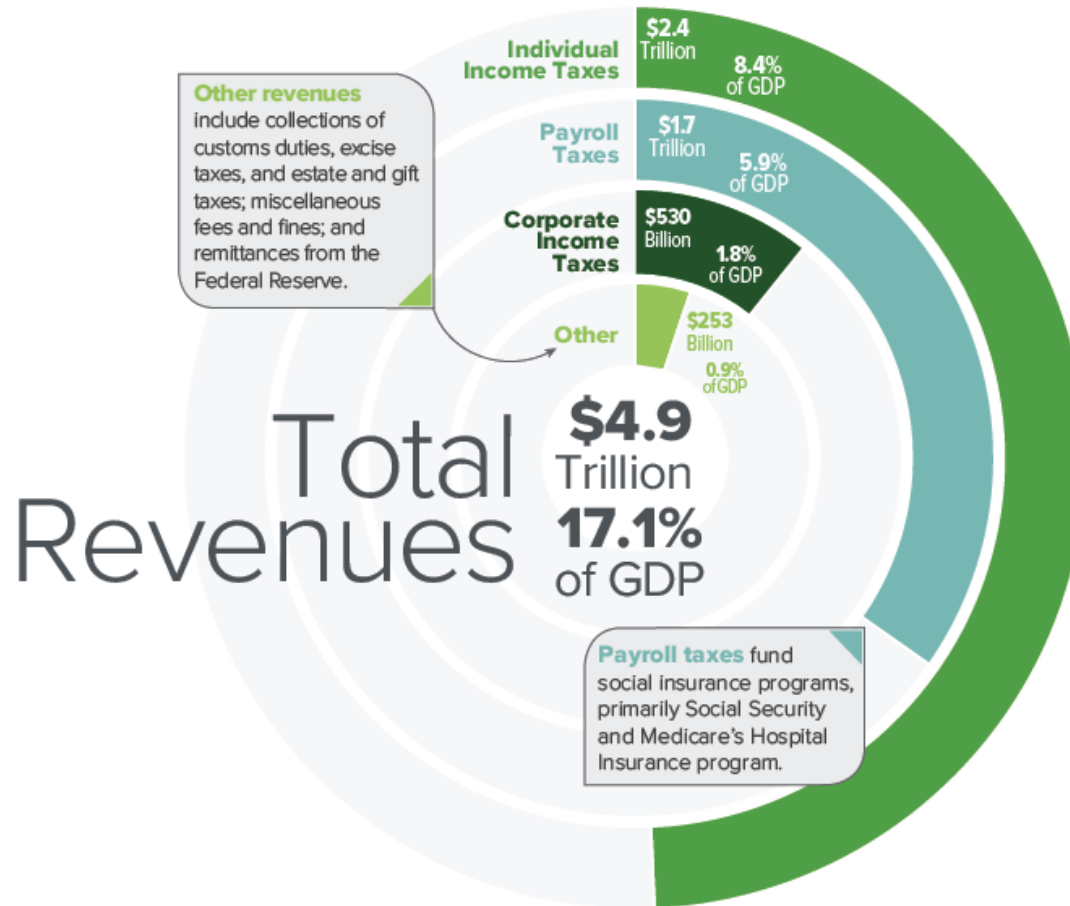 Individual
Income Taxes
$2.4
Trillion
8.4%
of GDP
Other revenues
include collections of
customs duties, excise
taxes, and estate and gift
taxes; miscellaneous
fees and fines; and
remittances from the
Federal Reserve.
Payroll
Taxes
$1.7
Trillion
5.9%
of GDP
Corporate
Income
Taxes
$530
Billion
1.8%
of GDP
Other
$253
Billion
0.9%
of GDP
Total
Revenues
$4.9
Trillion
17.1%
of GDP
Payroll taxes fund
social insurance programs,
primarily Social Security
and Medicare’s Hospital
Insurance program.